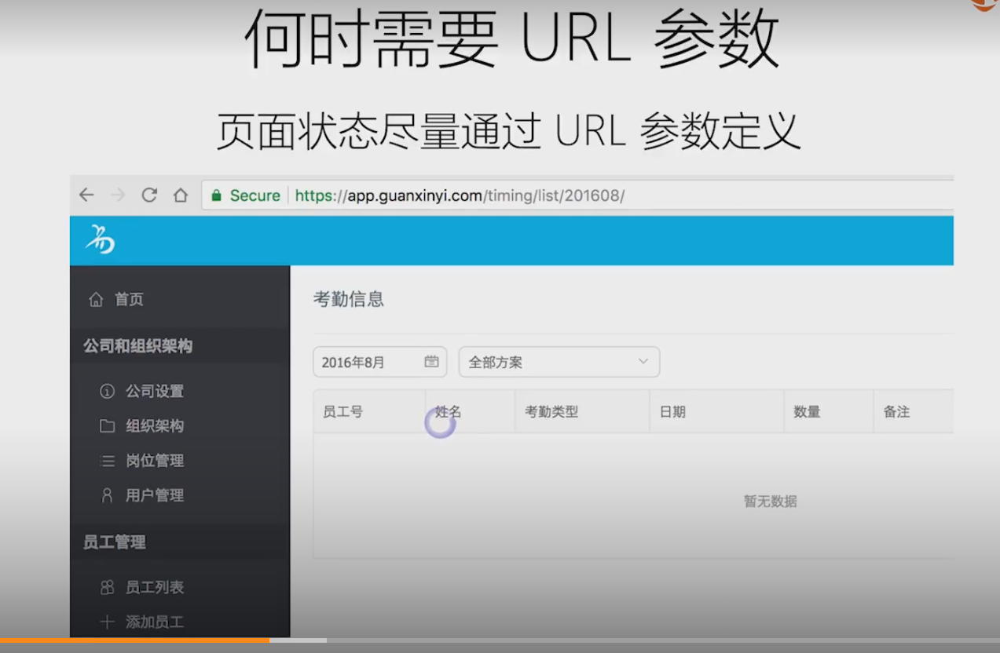 何时需要 URL 参数
页面状态尽量通过 URL 参数定义
Secure https://app.guanxinyi.com/timing/list/201608/
易
首页
考勤信息
公司和组织架构
2016年8月 全部方案
公司设置
员工号 姓名 考勤类型 日期 数量 备注
组织架构
岗位管理
用户管理
暂无数据
员工管理
员工列表
添加员工